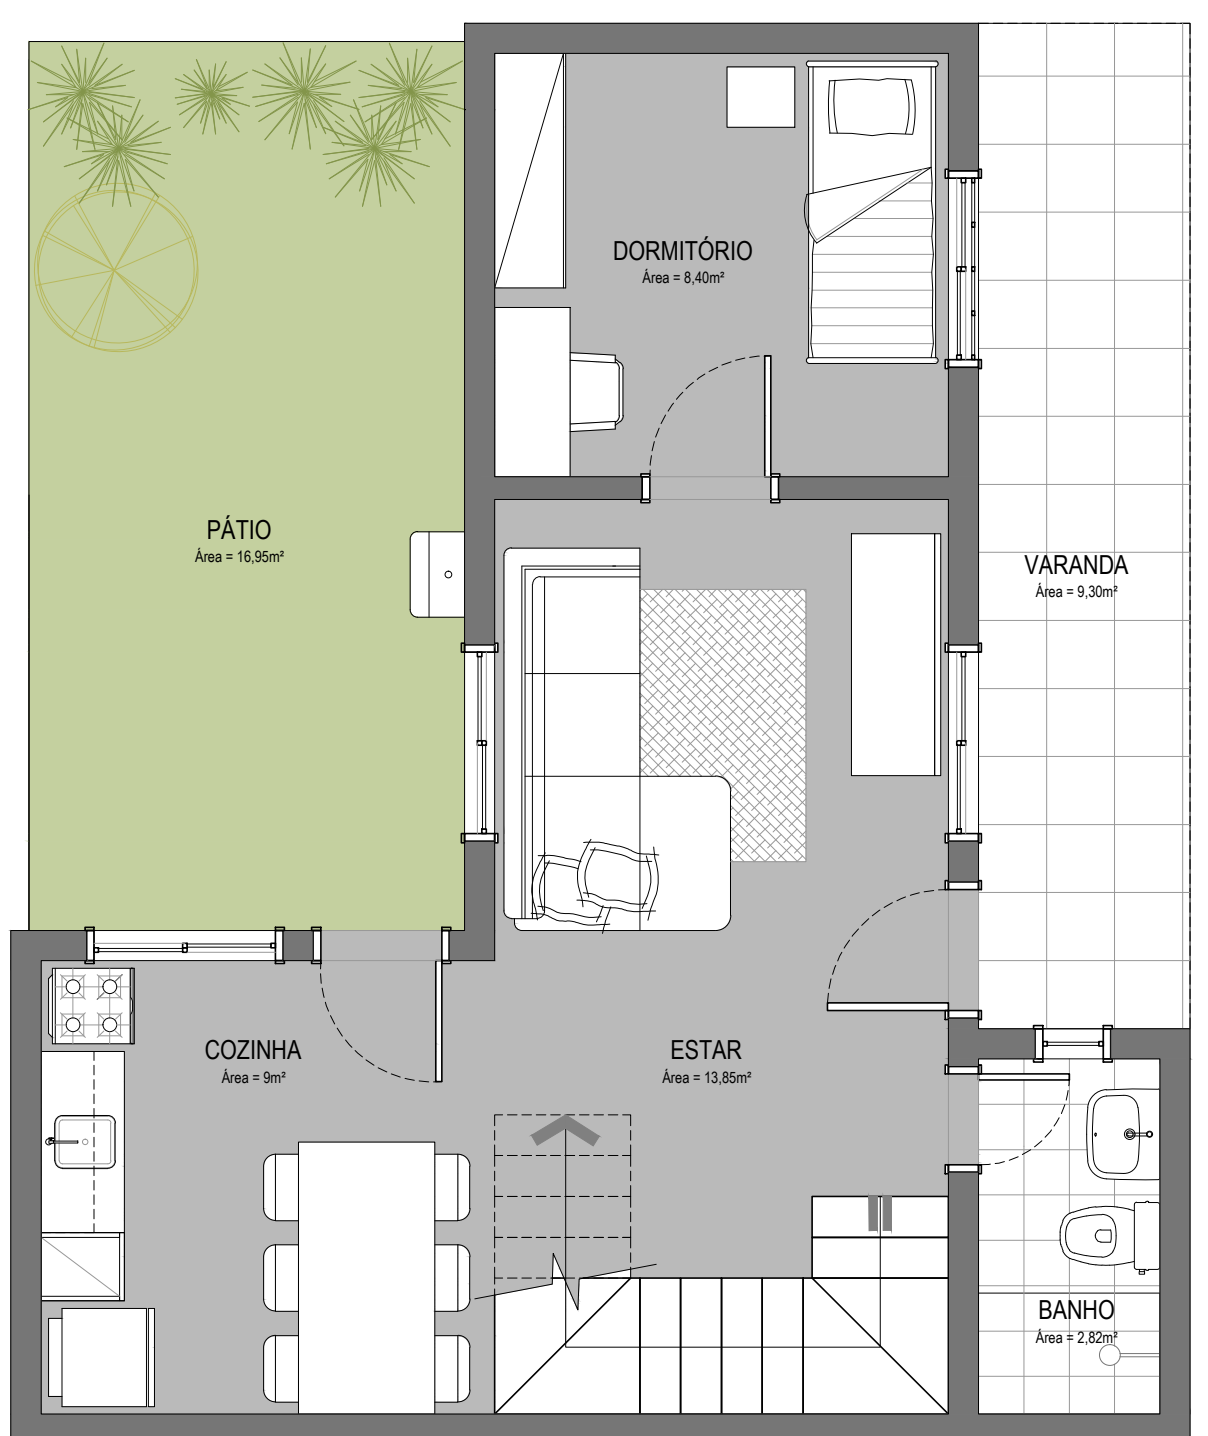 DORMITÓRIO
Área = 8,40m²
PÁTIO
Área = 16,95m²
VARANDA
Área = 9,30m²
COZINHA
Área = 9m²
ESTAR
Área = 13,85m²
BANHO
Área = 2,82m²